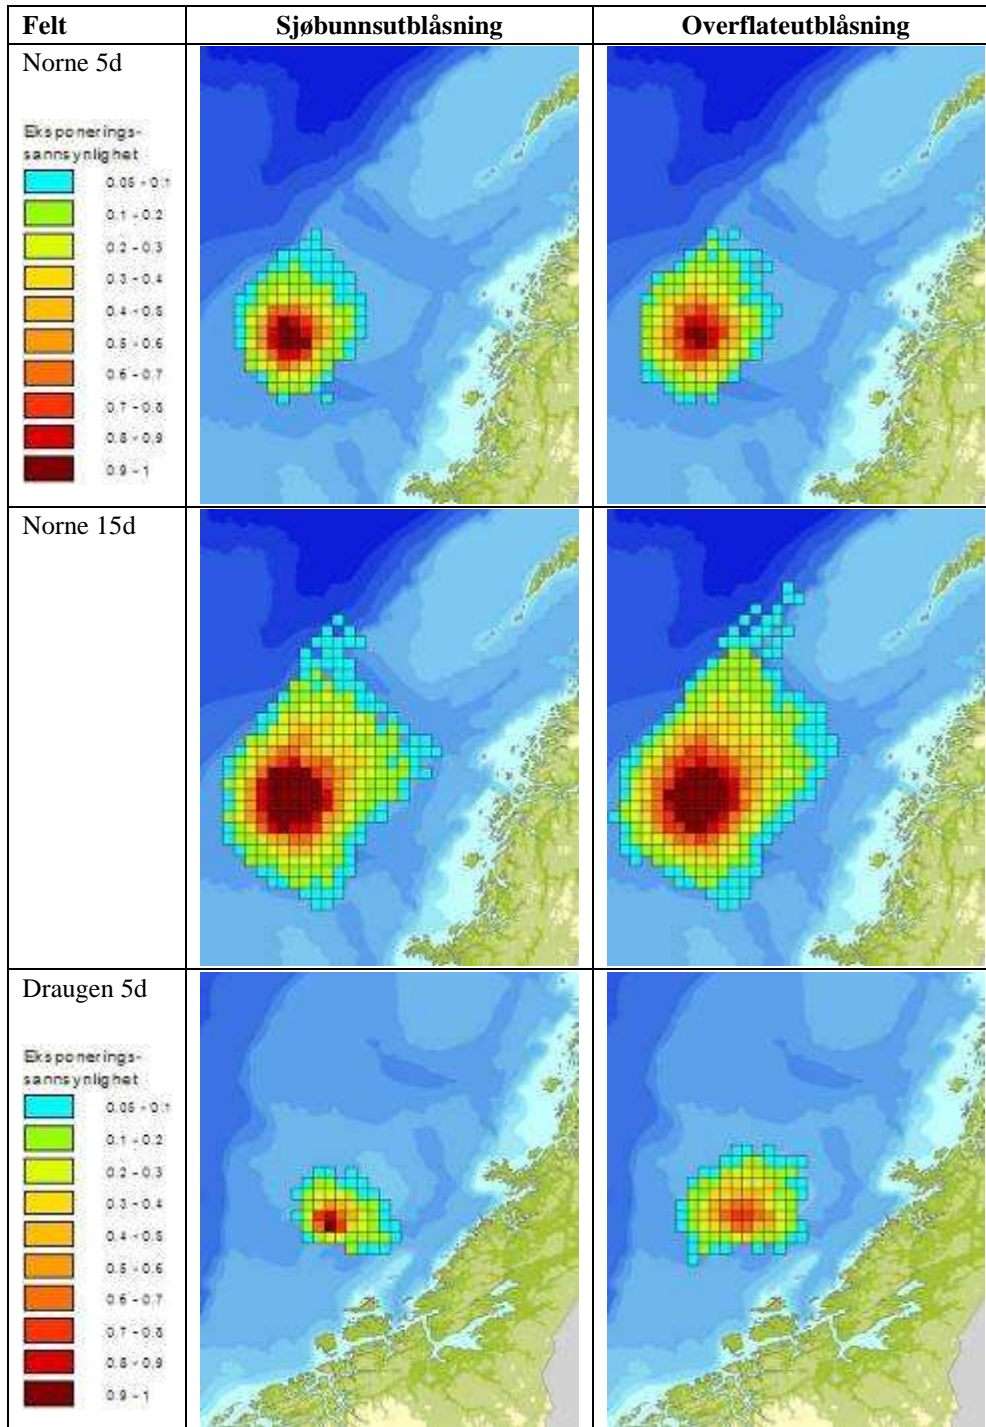 Felt
Sjøbunnsutblåsning
Overflateutblåsning
Norne 5d
Eksponerings-
sannsynlighet
0.05 - 0.1
0.1 - 0.2
0.2 - 0.3
0.3 - 0.4
0.4 - 0.5
0.5 - 0.6
0.6 - 0.7
0.7 - 0.8
0.8 - 0.9
0.9 - 1
Norne 15d
Draugen 5d
Eksponerings-
sannsynlighet
0.05 - 0.1
0.1 - 0.2
0.2 - 0.3
0.3 - 0.4
0.4 - 0.5
0.5 - 0.6
0.6 - 0.7
0.7 - 0.8
0.8 - 0.9
0.9 - 1